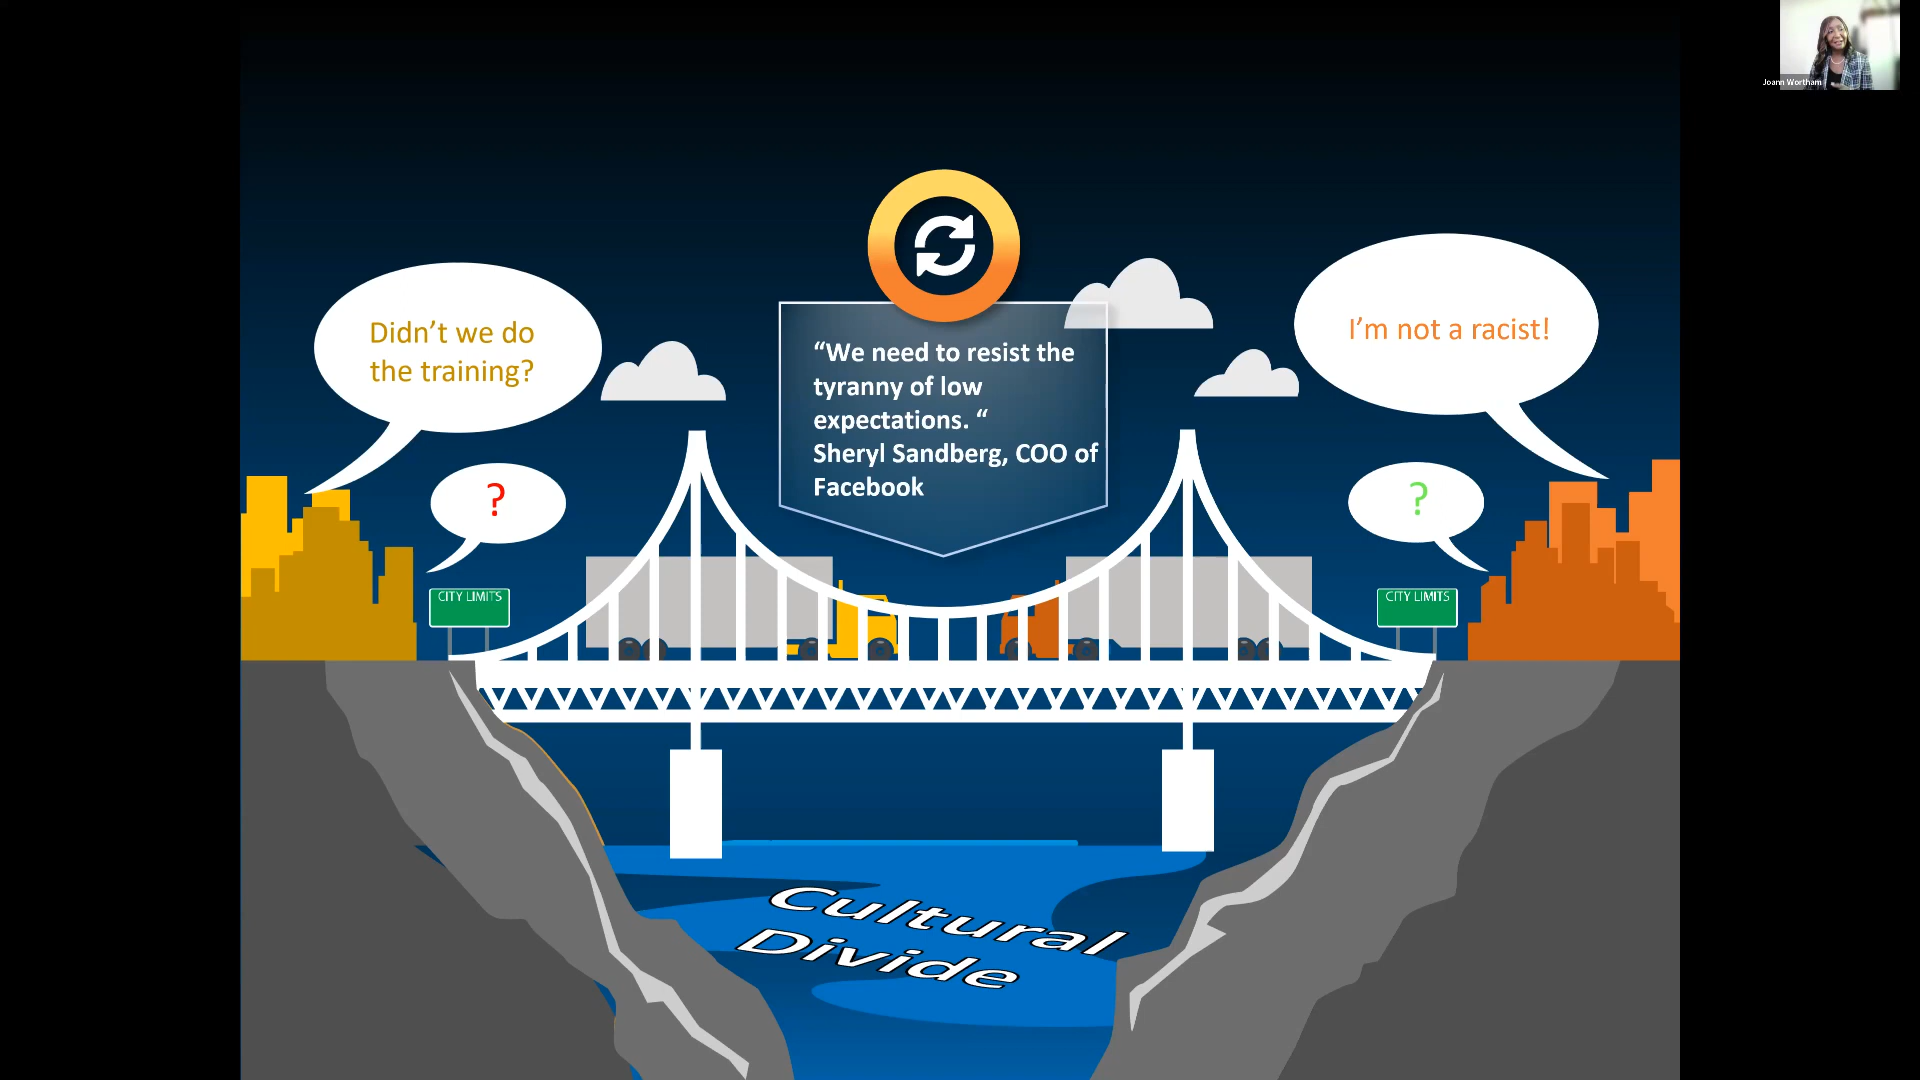 Joann Wortham
Didn’t we do
the training?
“We need to resist the
tyranny of low
expectations. “
Sheryl Sandberg, COO of
Facebook
I’m not a racist!
?
?
CITY LIMITS
CITY LIMITS
Cultural
Divide